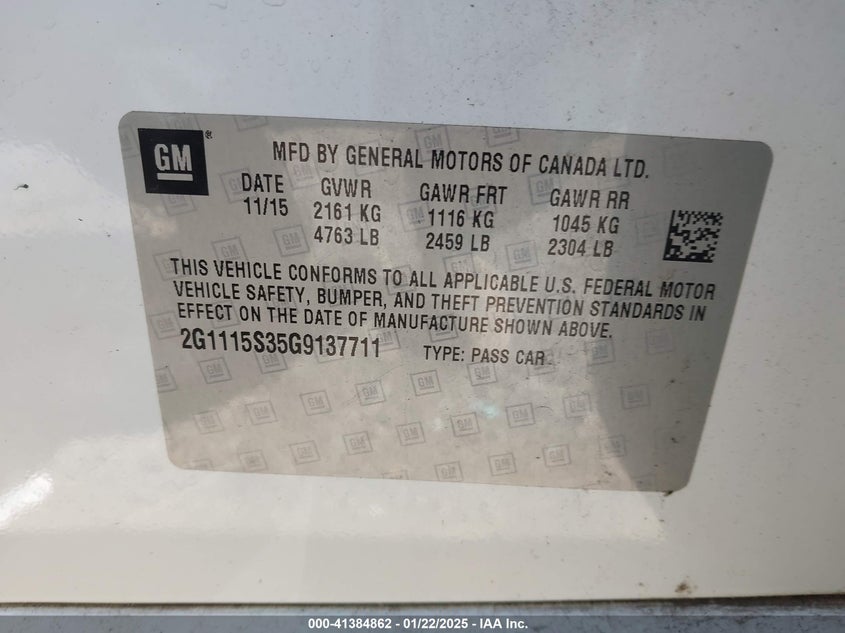 GM ®
MFD BY GENERAL MOTORS OF CANADA LTD.
DATE GVWR GAWR FRT GAWR RR
11/15 2161 KG 1116 KG 1045 KG
4763 LB 2459 LB 2304 LB
THIS VEHICLE CONFORMS TO ALL APPLICABLE U.S. FEDERAL MOTOR
VEHICLE SAFETY, BUMPER, AND THEFT PREVENTION STANDARDS IN
EFFECT ON THE DATE OF MANUFACTURE SHOWN ABOVE.
2G1115S35G9137711 TYPE: PASS CAR
000-41384862 - 01/22/2025 - IAA Inc.